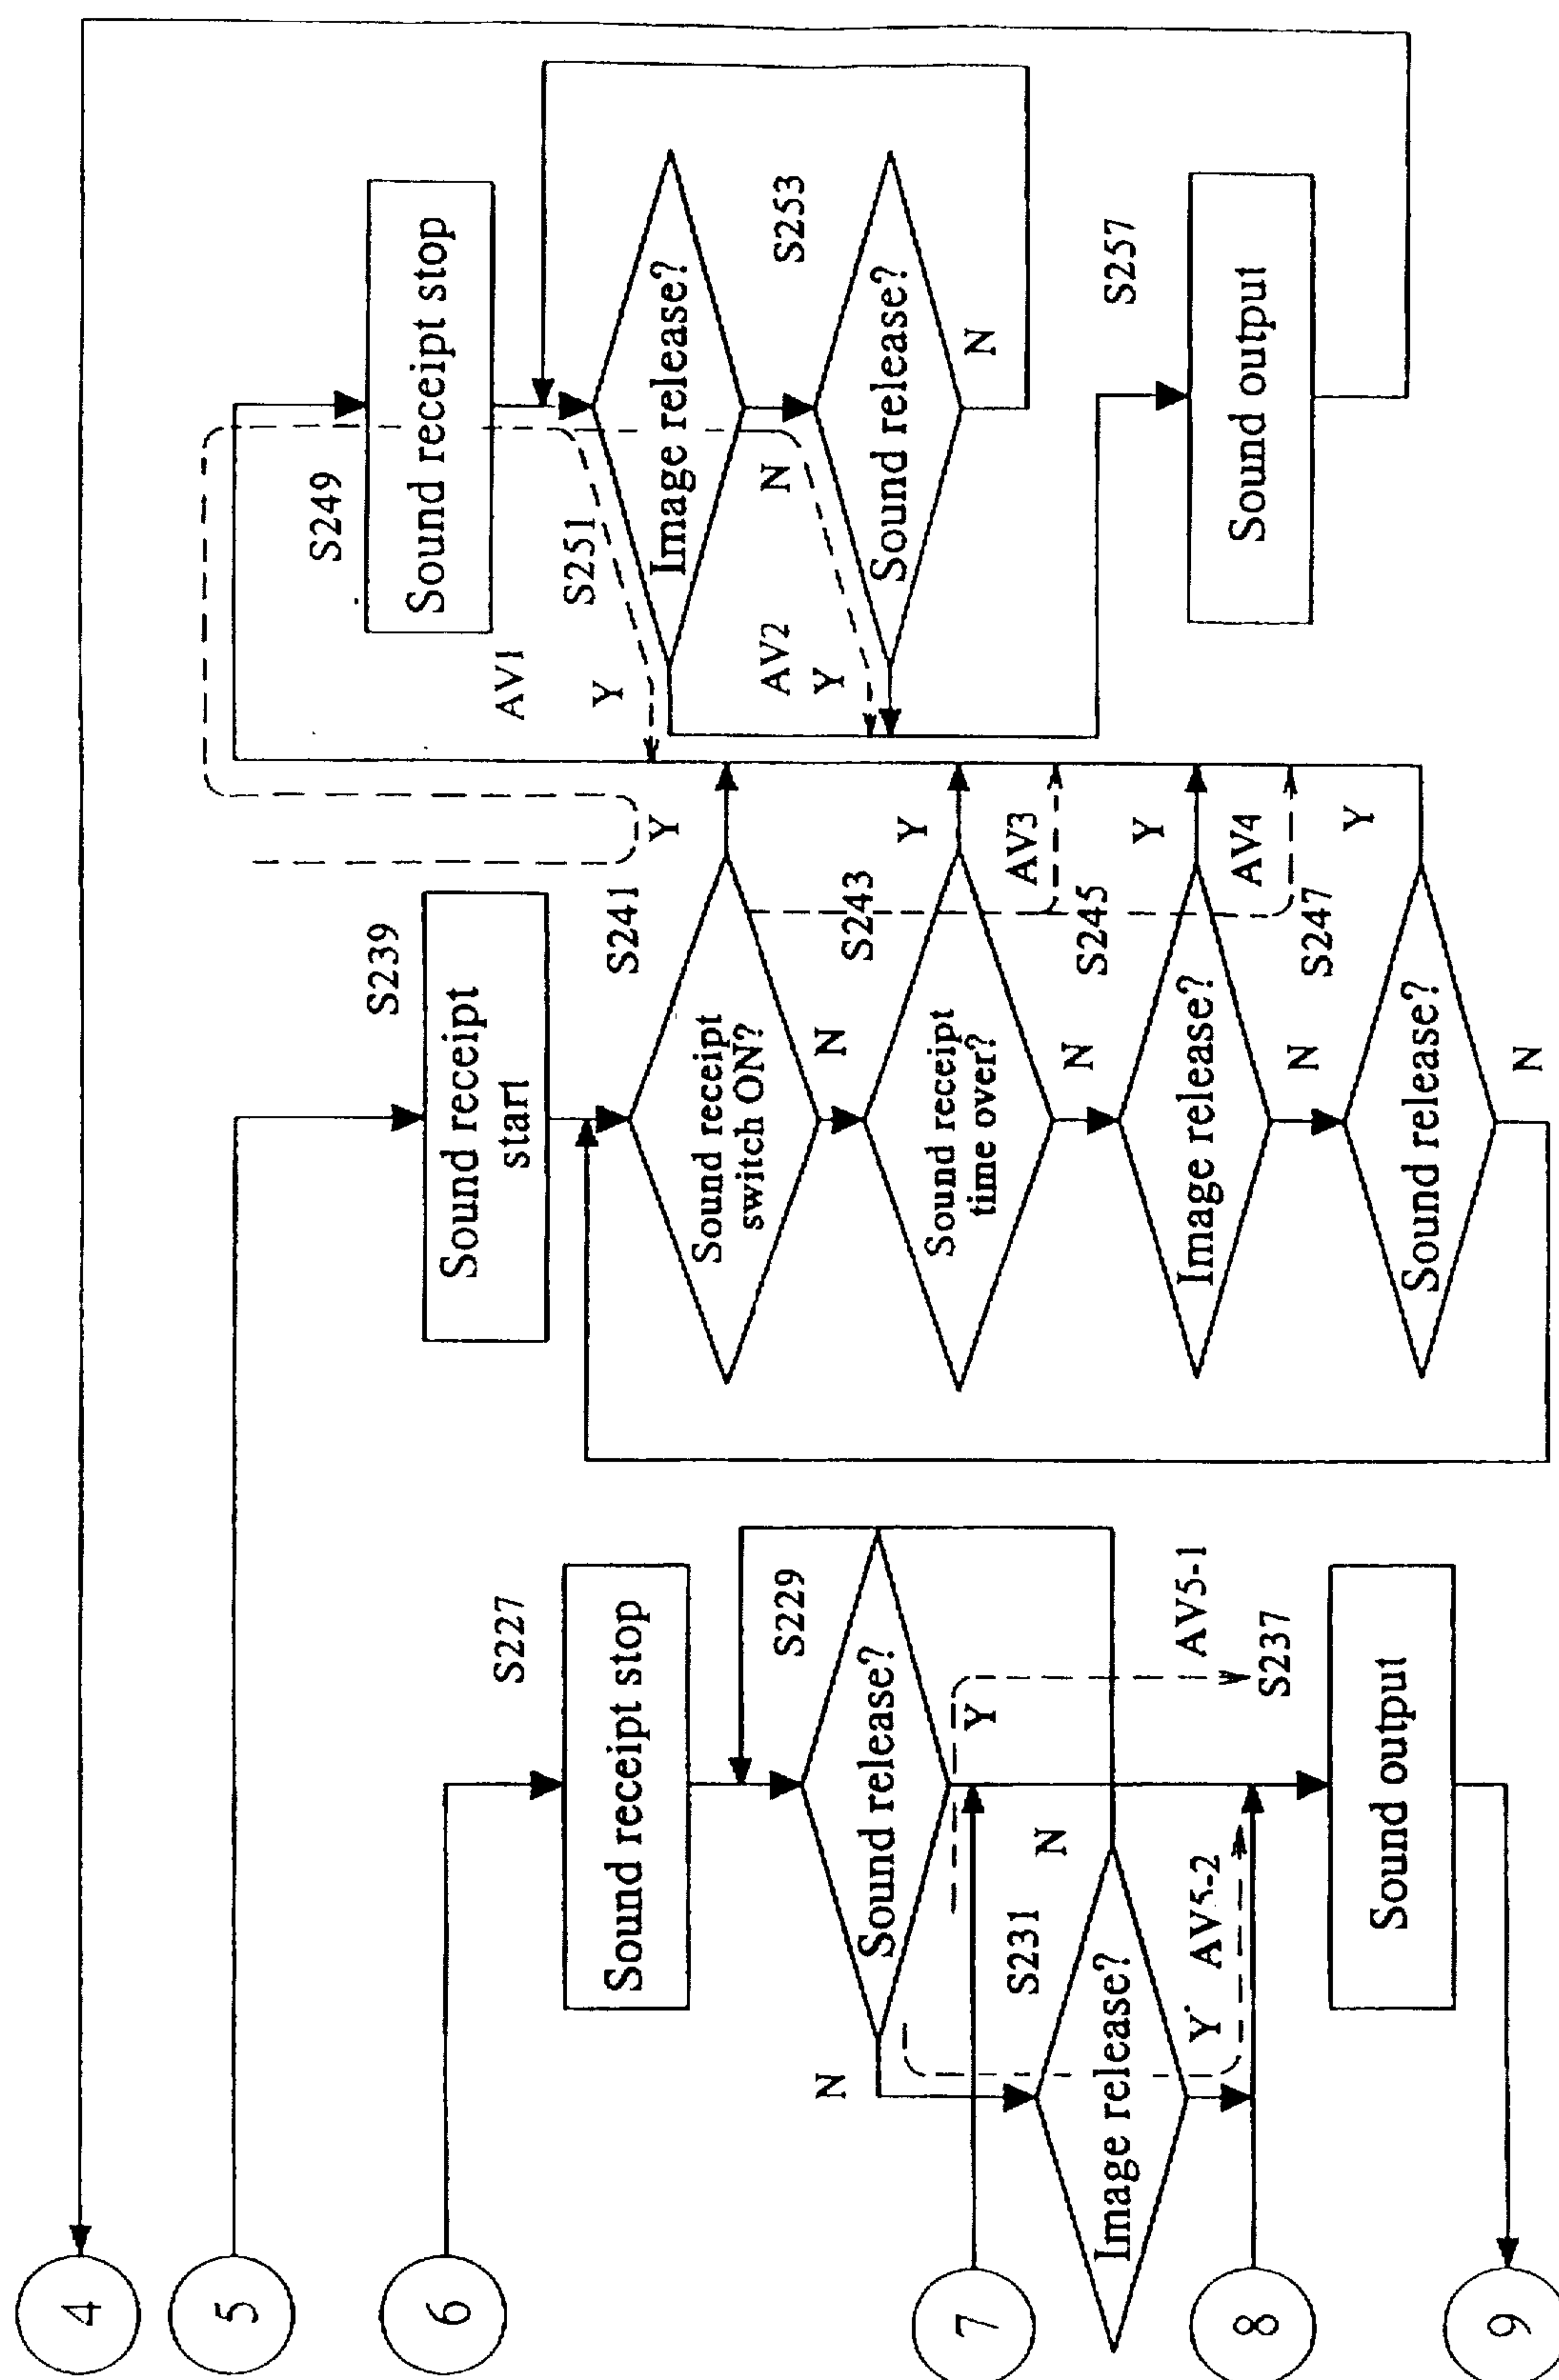 4
5
6
7
8
9
S227
Sound receipt stop
S229
Sound release?
N
Y
AV5-1
S231
Image release?
N
Y
AV5-2
S237
Sound output
S239
Sound receipt
start
S241
Sound receipt
switch ON?
Y
N
S243
Sound receipt
time over?
Y
N
AV3
S245
Image release?
Y
N
AV4
S247
Sound release?
Y
N
S249
Sound receipt stop
AV1
S251
Image release?
Y
N
AV2
S253
Sound release?
Y
N
S257
Sound output